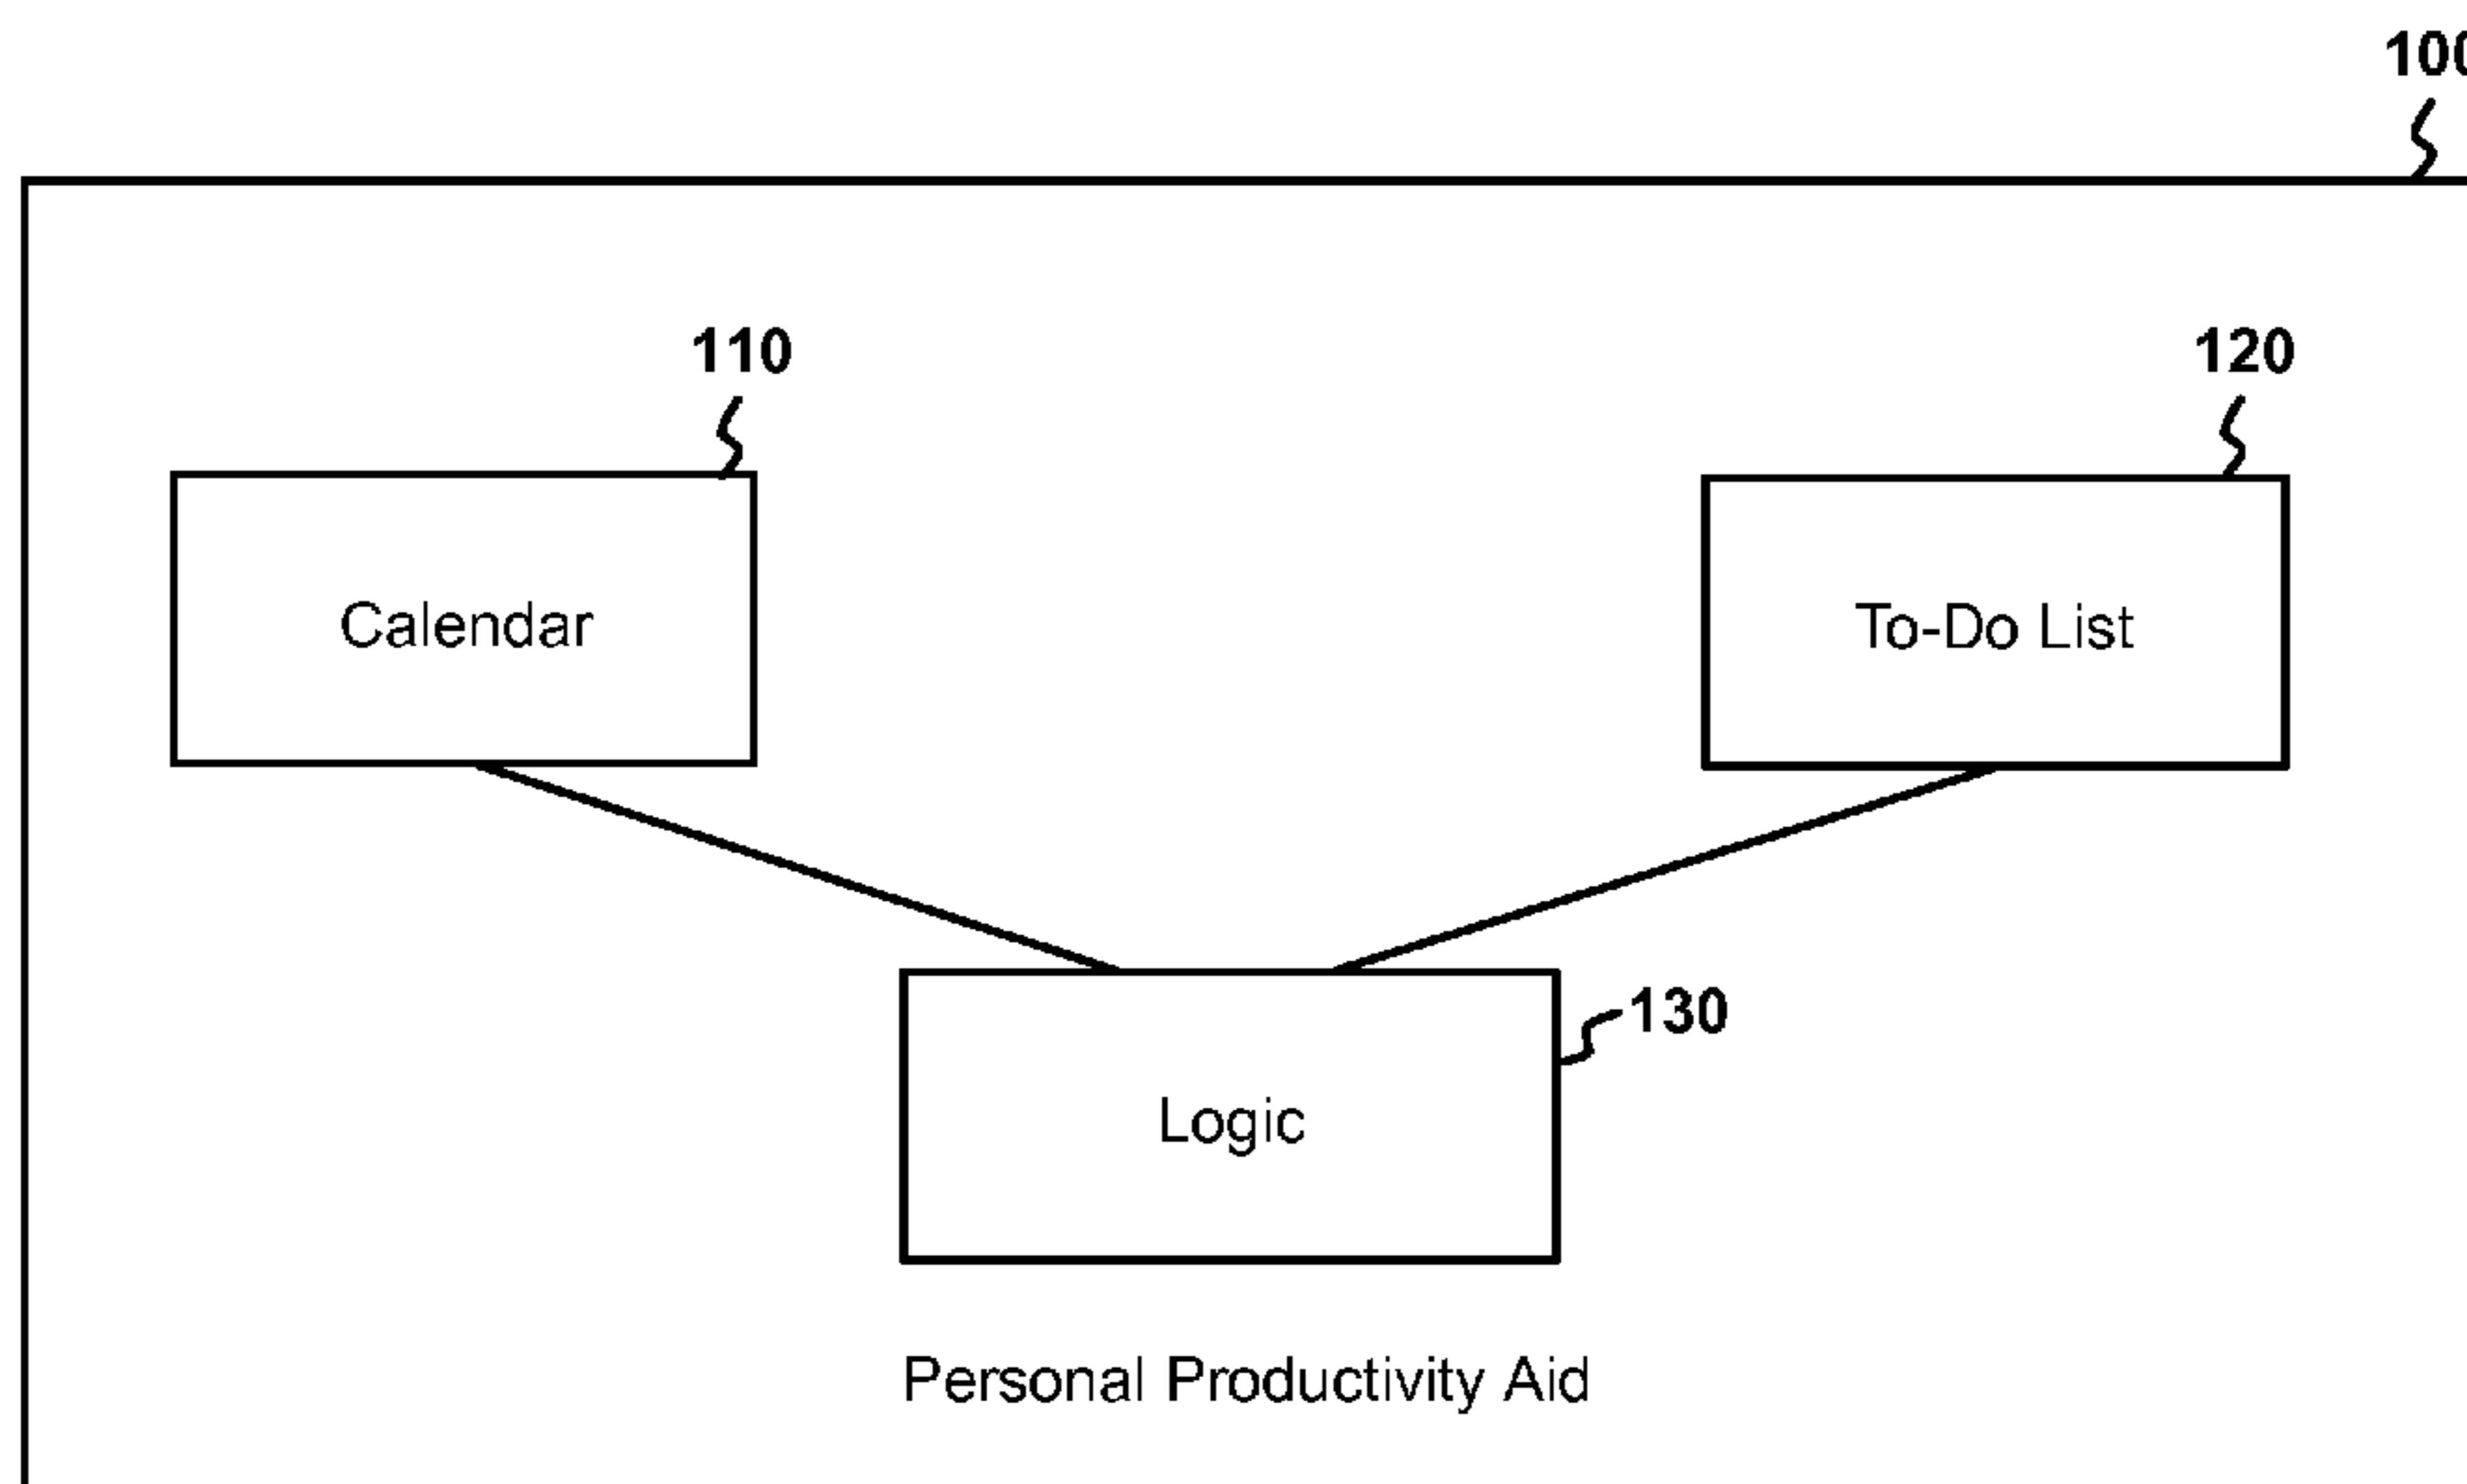 100
110
120
Calendar
To-Do List
130
Logic
Personal Productivity Aid